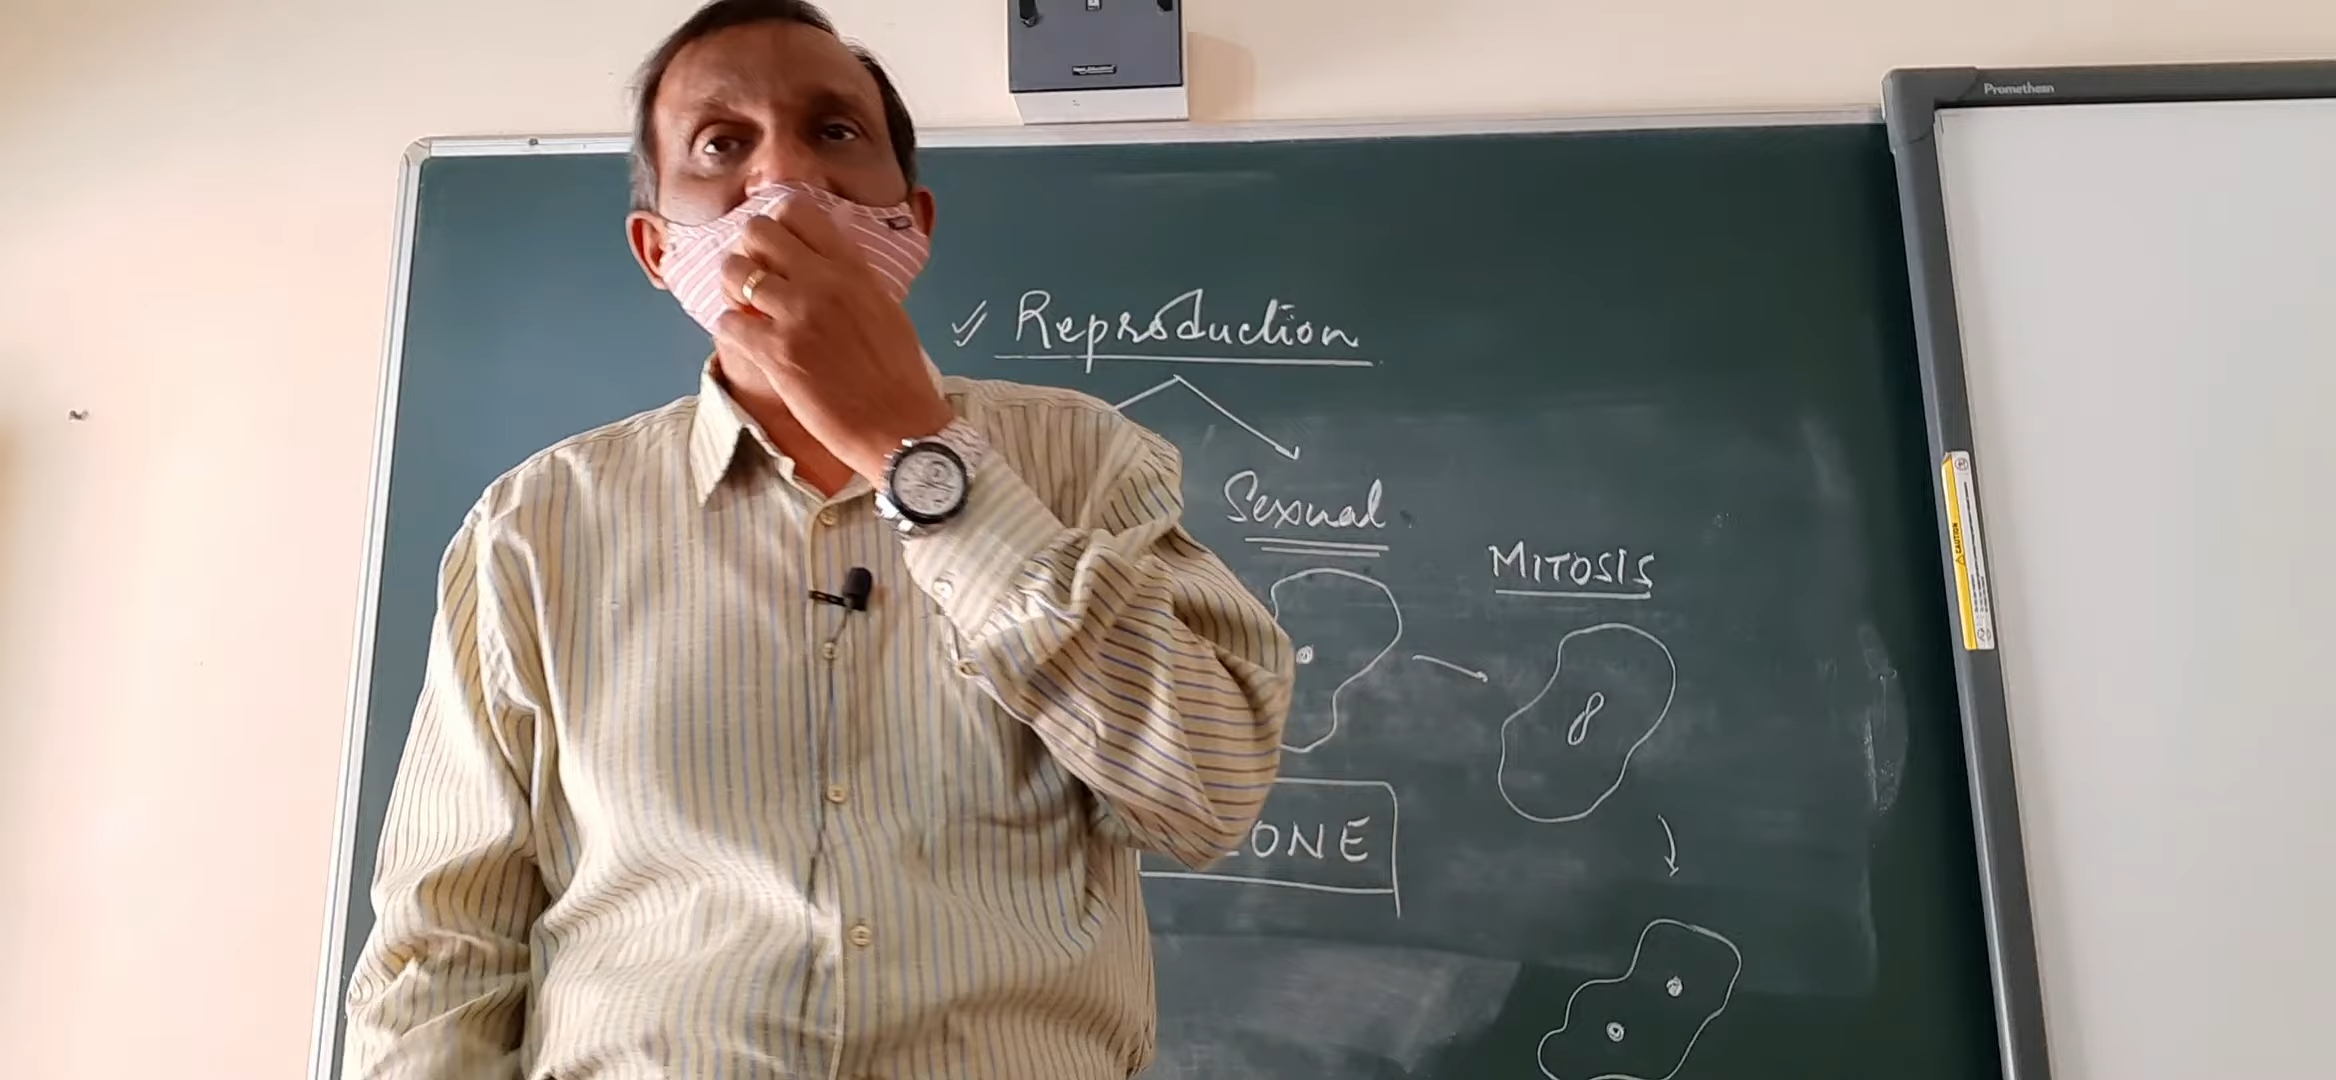 Promethean
Reproduction
Sexual
MITOSIS
CAUTION
ONE